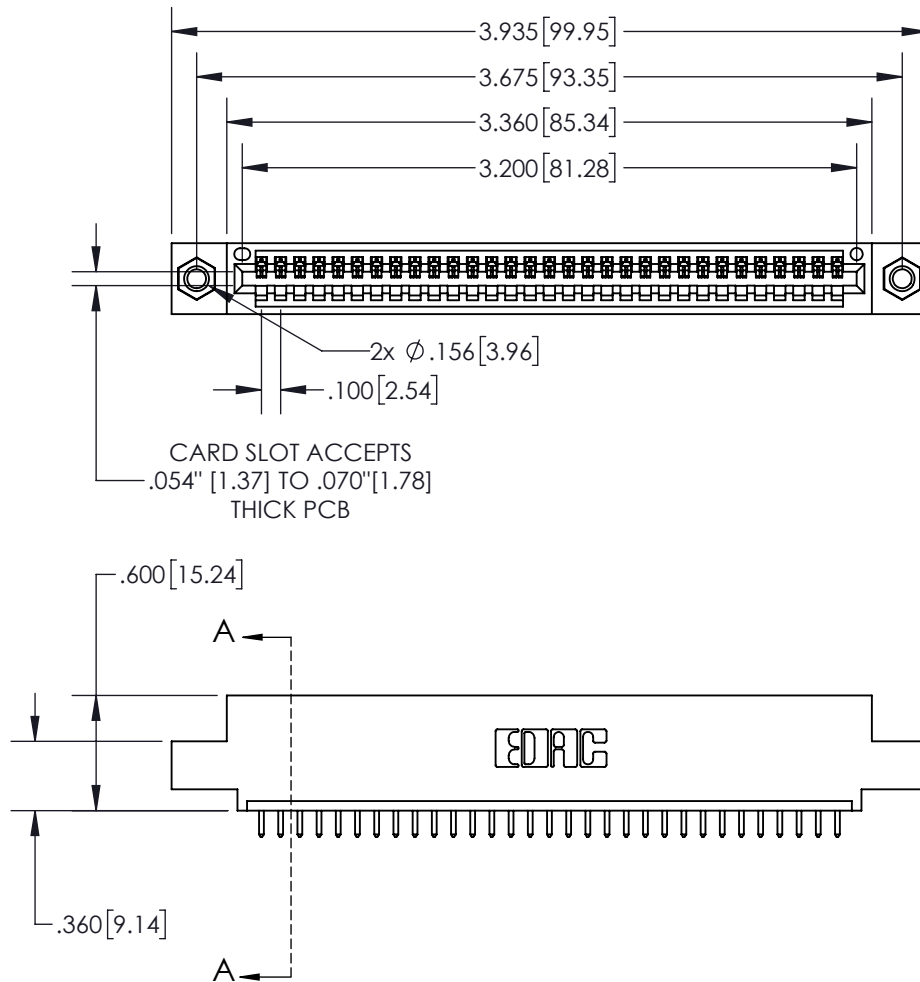 3.935[99.95]
3.675[93.35]
3.360[85.34]
3.200[81.28]
2x Ø.156[3.96]
.100[2.54]
CARD SLOT ACCEPTS
.054" [1.37] TO .070"[1.78]
THICK PCB
.600[15.24]
A
EDAC
.360[9.14]
A